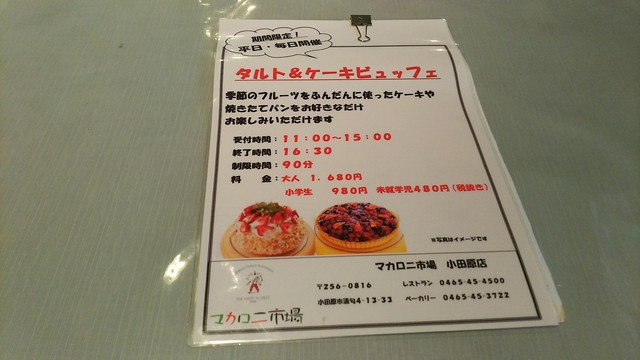 期間限定！
平日・毎日開催
タルト&ケーキビュッフェ
季節のフルーツをふんだんに使ったケーキや
焼きたてパンをお好きなだけ
お楽しみいただけます
受付時間：11：00〜15：00
終了時間：16：30
制限時間：90分
料　金：大人　1,680円
小学生　980円　未就学児480円（税抜き）
※写真はイメージです
マカロニ市場　小田原店
〒256-0816　レストラン　0465-45-4500
小田原市酒匂4-13-33　ベーカリー　0465-45-3722
マカロニ市場